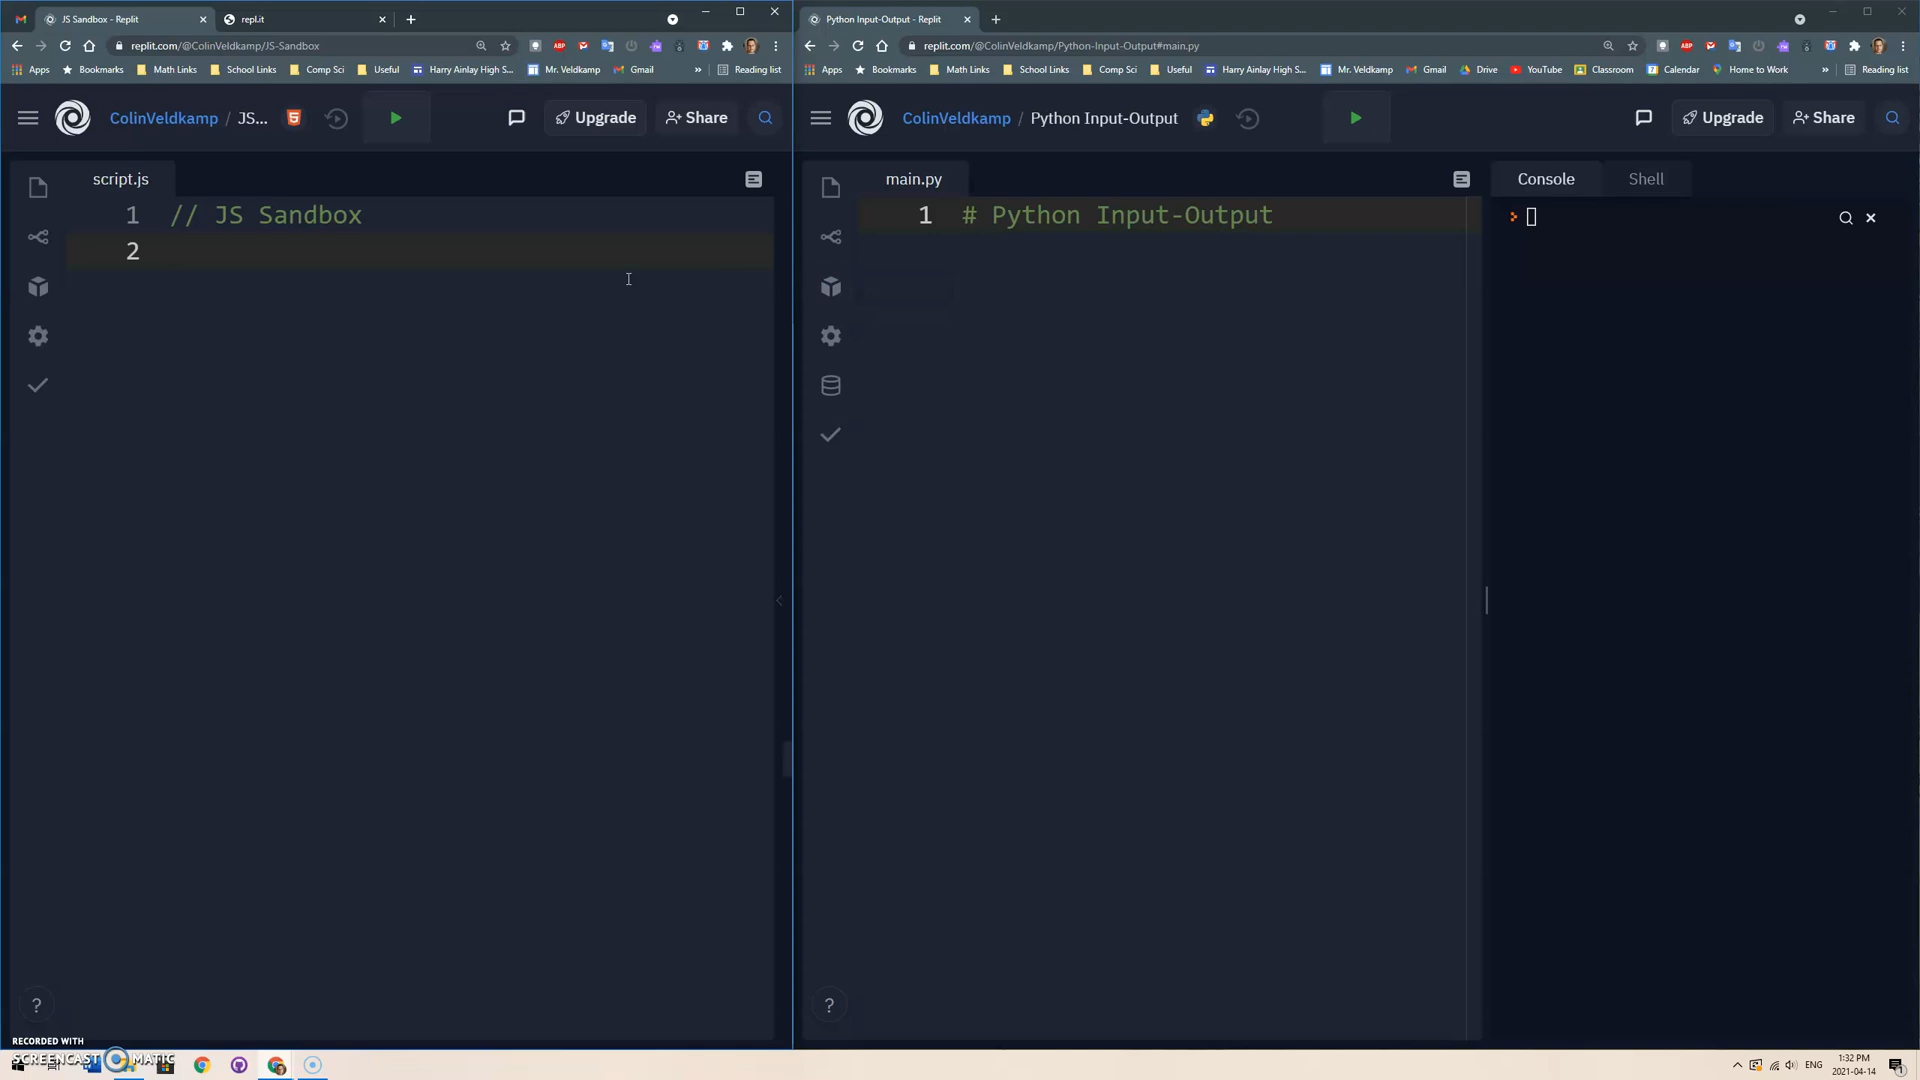 JS Sandbox - Replit
repl.it
replit.com/@ColinVeldkamp/JS-Sandbox
Apps
Bookmarks
Math Links
School Links
Comp Sci
Useful
Harry Ainlay High S...
Mr. Veldkamp
Gmail
»
Reading list
ColinVeldkamp / JS...
Upgrade
Share
script.js
1 // JS Sandbox
2
?
Python Input-Output - Replit
replit.com/@ColinVeldkamp/Python-Input-Output#main.py
Apps
Bookmarks
Math Links
School Links
Comp Sci
Useful
Harry Ainlay High S...
Mr. Veldkamp
Gmail
Drive
YouTube
Classroom
Calendar
Home to Work
»
Reading list
ColinVeldkamp / Python Input-Output
Upgrade
Share
main.py
1 # Python Input-Output
Console
Shell
?
RECORDED WITH
SCREENCAST MATIC
ENG
1:32 PM
2021-04-14